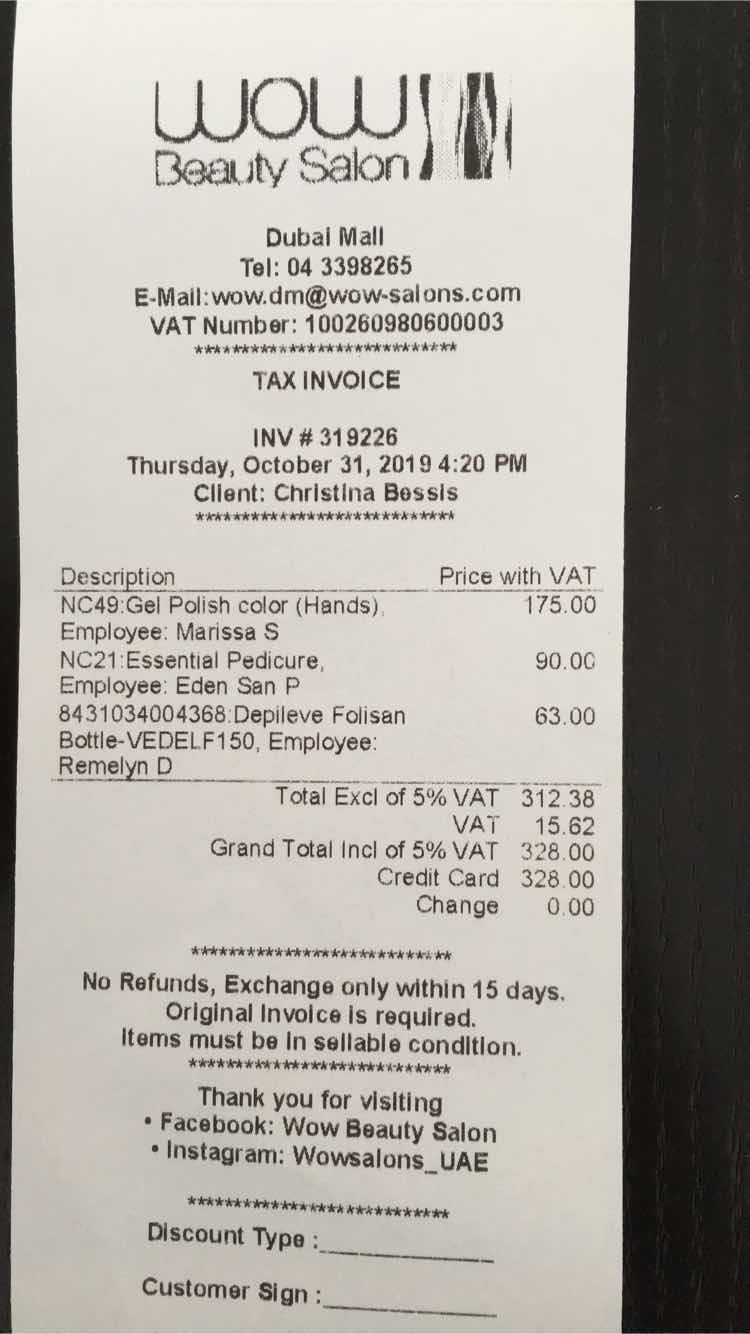 wow
Beauty Salon
Dubai Mall
Tel: 04 3398265
E-Mail:wow.dm@wow-salons.com
VAT Number: 100260980600003
****************************
TAX INVOICE
INV # 319226
Thursday, October 31, 2019 4:20 PM
Client: Christina Bessis
****************************
Description Price with VAT
NC49:Gel Polish color (Hands), 175.00
Employee: Marissa S
NC21:Essential Pedicure, 90.00
Employee: Eden San P
8431034004368:Depileve Folisan 63.00
Bottle-VEDELF150, Employee:
Remelyn D
Total Excl of 5% VAT 312.38
VAT 15.62
Grand Total Incl of 5% VAT 328.00
Credit Card 328.00
Change 0.00
****************************
No Refunds, Exchange only within 15 days.
Original Invoice is required.
Items must be in sellable condition.
****************************
Thank you for visiting
• Facebook: Wow Beauty Salon
• Instagram: Wowsalons_UAE
****************************
Discount Type :______________
Customer Sign :______________